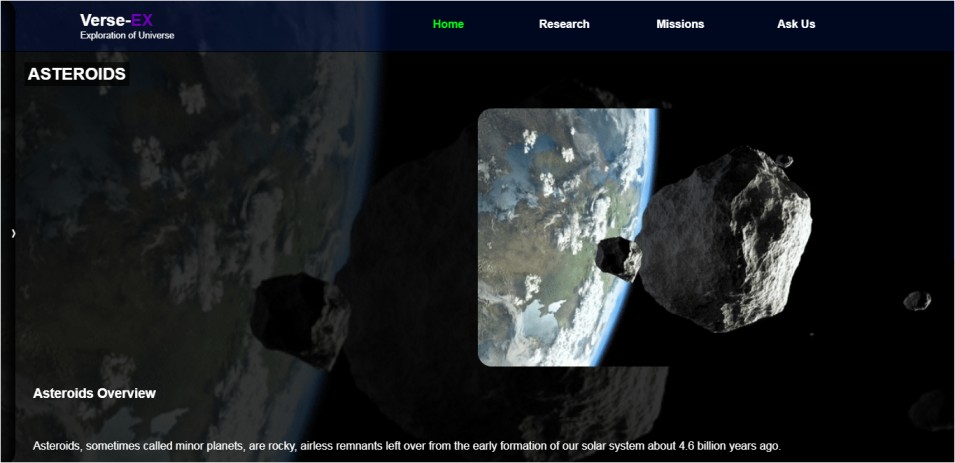 Verse-EX
Exploration of Universe
Home
Research
Missions
Ask Us
ASTEROIDS
›
Asteroids Overview
Asteroids, sometimes called minor planets, are rocky, airless remnants left over from the early formation of our solar system about 4.6 billion years ago.